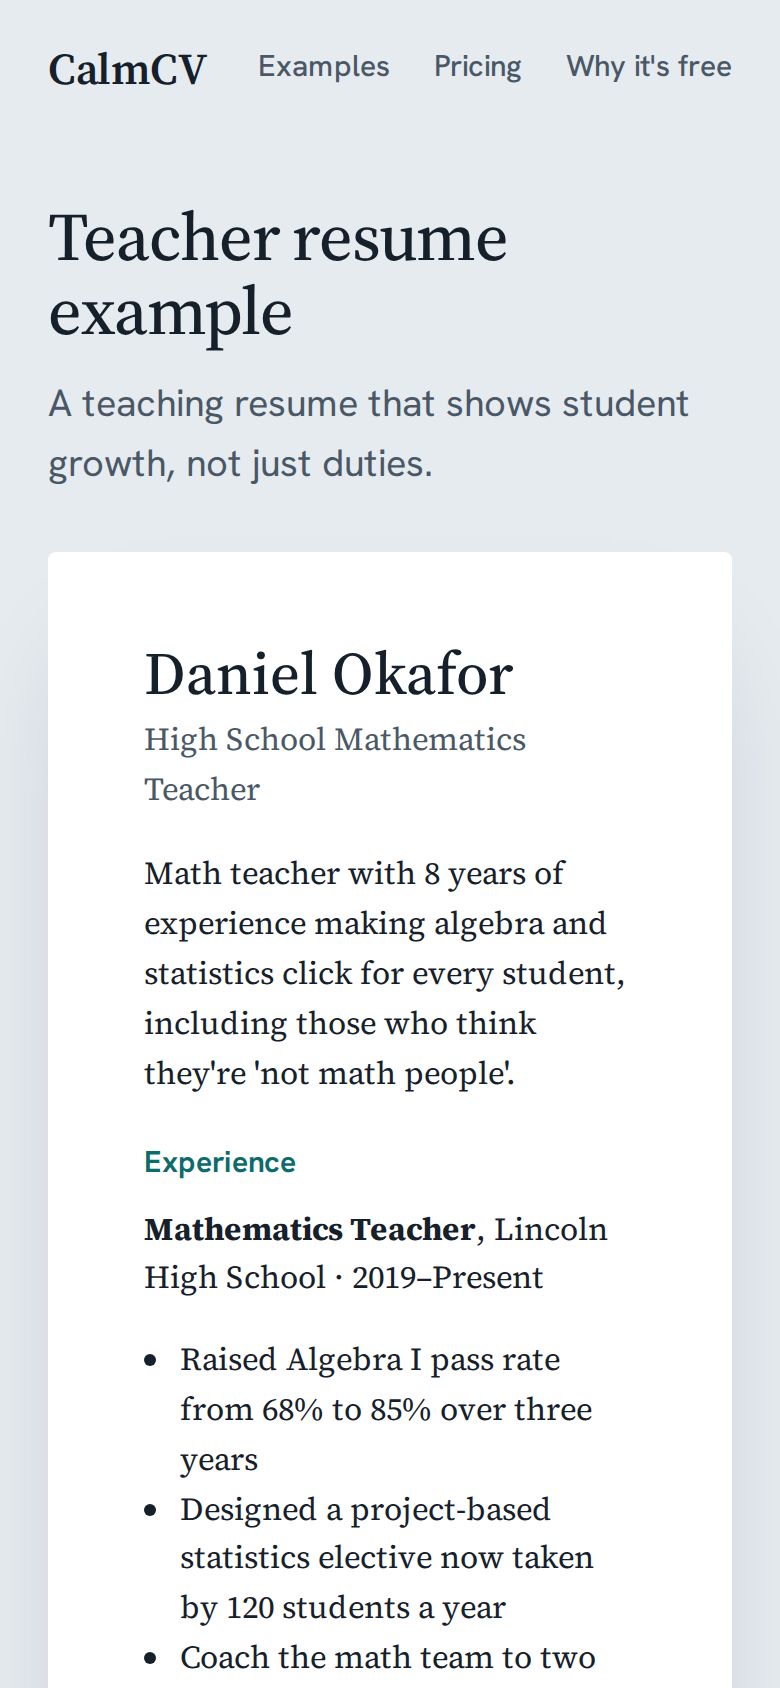 CalmCV Examples Pricing Why it's free
Teacher resume
example
A teaching resume that shows student
growth, not just duties.
Daniel Okafor
High School Mathematics
Teacher
Math teacher with 8 years of
experience making algebra and
statistics click for every student,
including those who think
they're 'not math people'.
Experience
Mathematics Teacher, Lincoln
High School · 2019–Present
• Raised Algebra I pass rate
from 68% to 85% over three
years
• Designed a project-based
statistics elective now taken
by 120 students a year
• Coach the math team to two